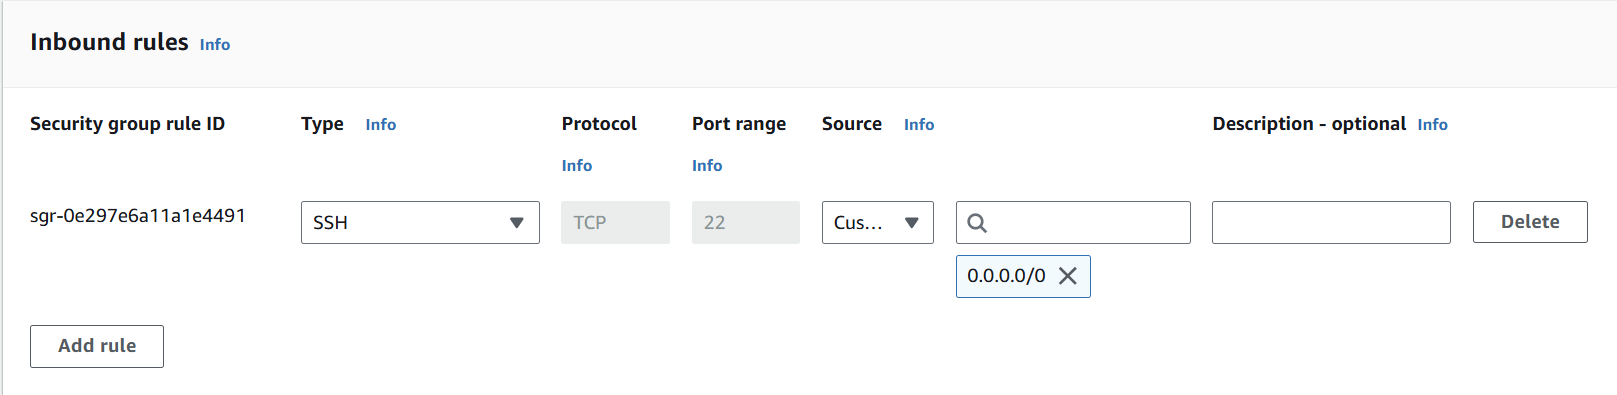 Inbound rules Info
Security group rule ID Type Info Protocol Port range Source Info Description - optional Info
Info Info
sgr-0e297e6a11a1e4491 SSH TCP 22 Cus... Delete
0.0.0.0/0
Add rule